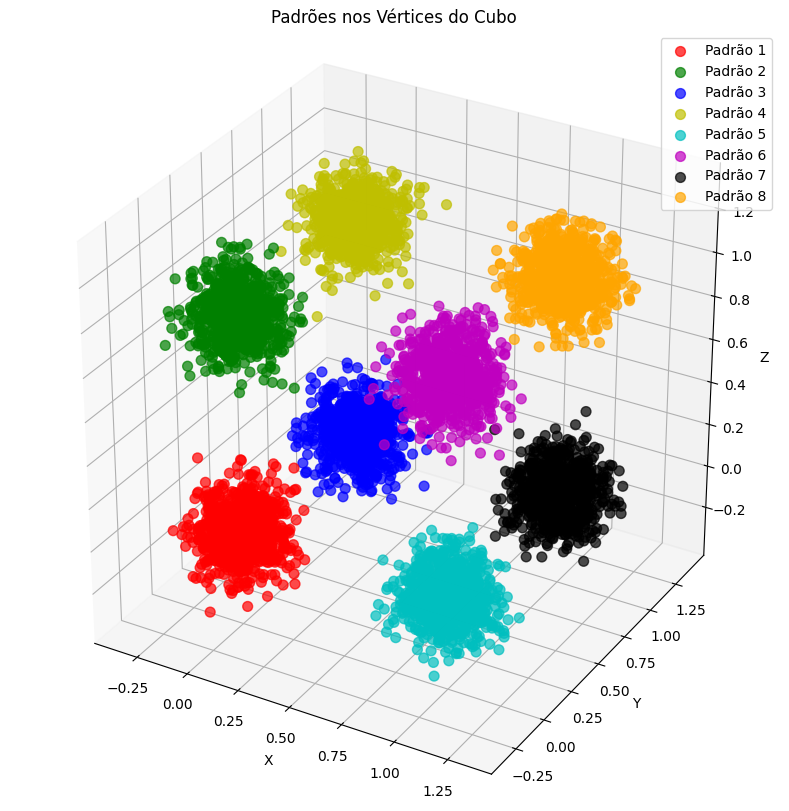 Padrões nos Vértices do Cubo
Padrão 1
Padrão 2
Padrão 3
Padrão 4
Padrão 5
Padrão 6
Padrão 7
Padrão 8
1.2
1.0
0.8
0.6
0.4
0.2
0.0
−0.2
Z
−0.25
0.00
0.25
0.50
0.75
1.00
1.25
X
−0.25
0.00
0.25
0.50
0.75
1.00
1.25
Y